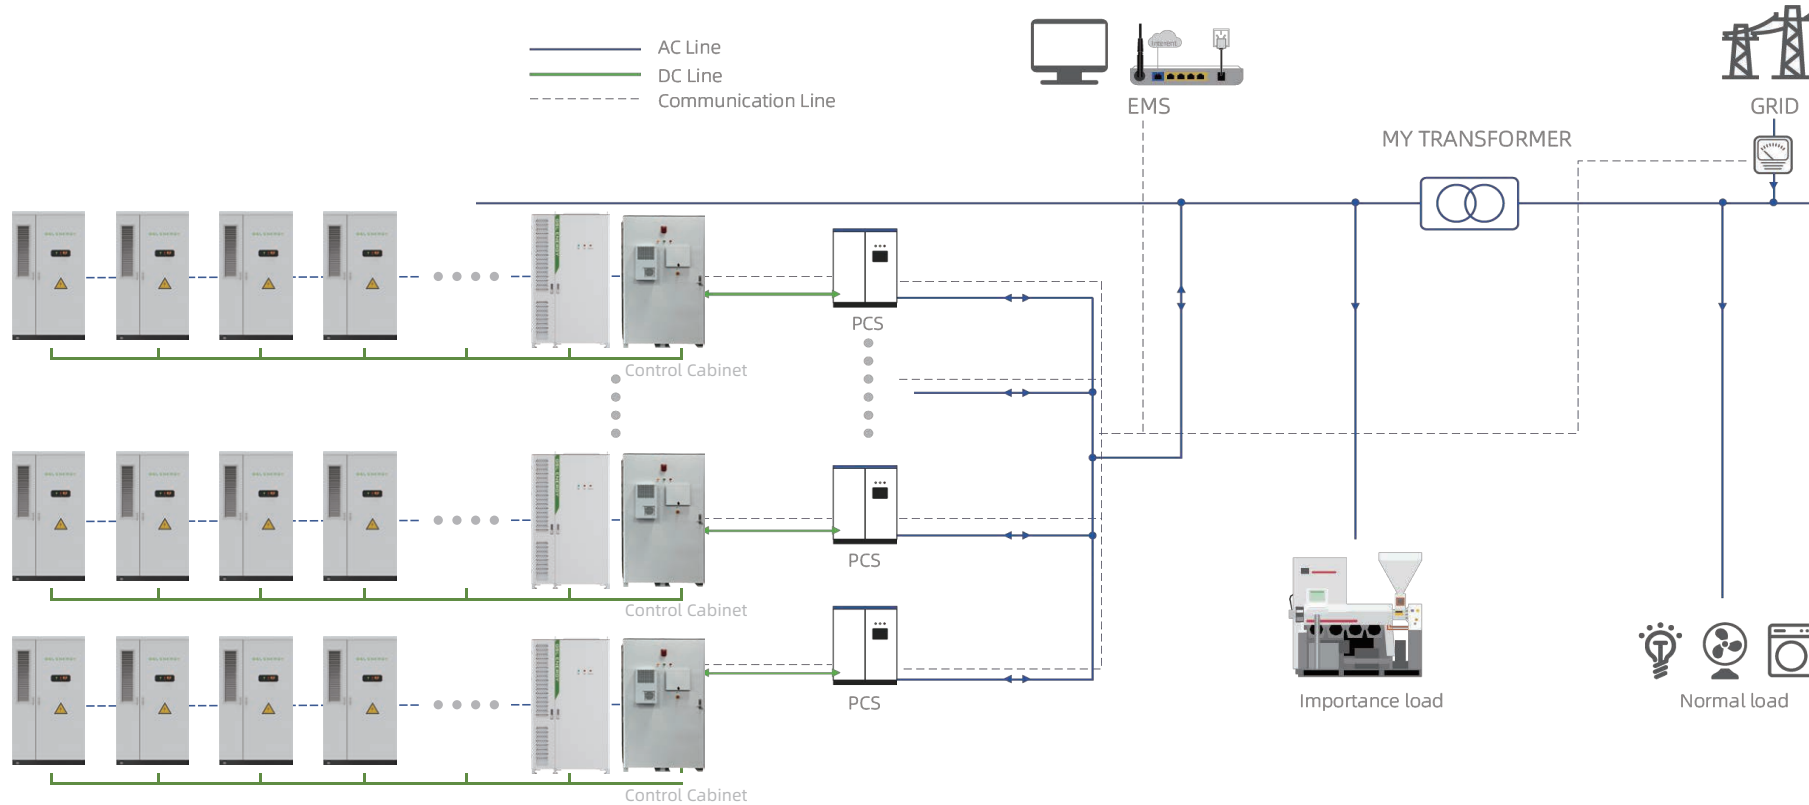 AC Line
DC Line
Communication Line
EMS
GRID
MY TRANSFORMER
PCS
Control Cabinet
PCS
Control Cabinet
PCS
Importance load
Normal load
Control Cabinet